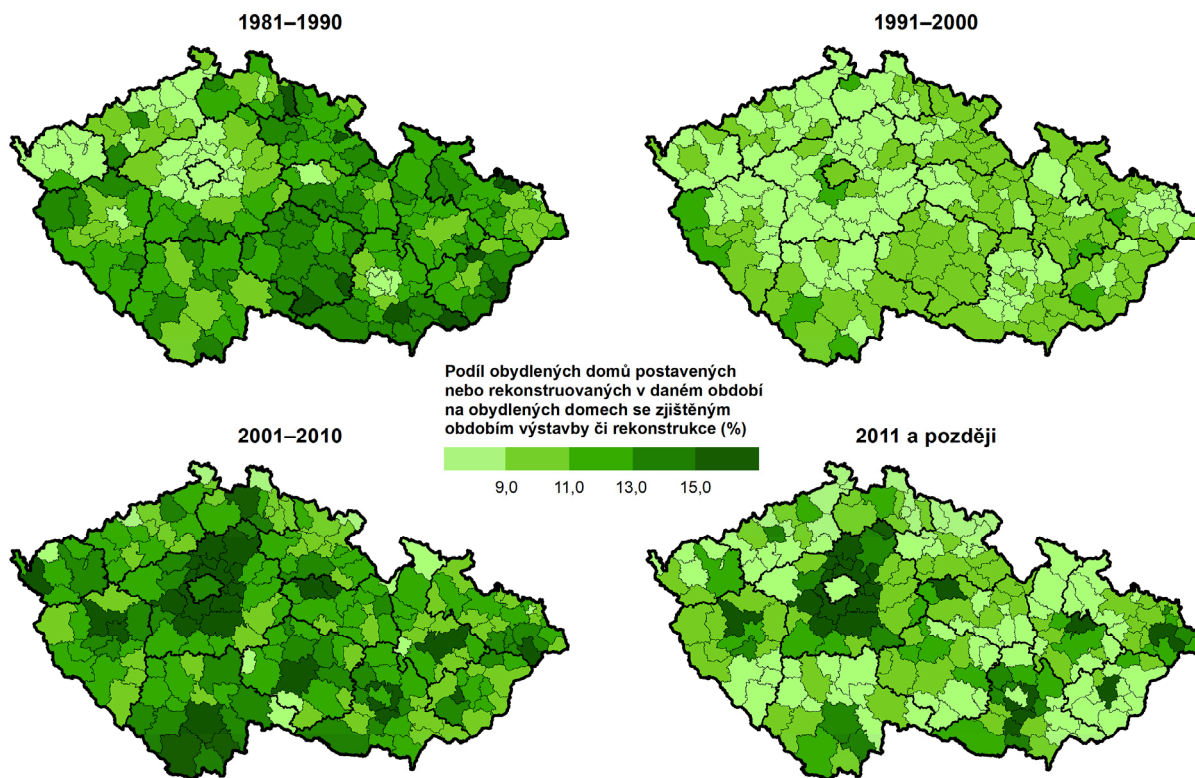 1981–1990
1991–2000
Podíl obydlených domů postavených
nebo rekonstruovaných v daném období
na obydlených domech se zjištěným
obdobím výstavby či rekonstrukce (%)
9,0 11,0 13,0 15,0
2001–2010
2011 a později